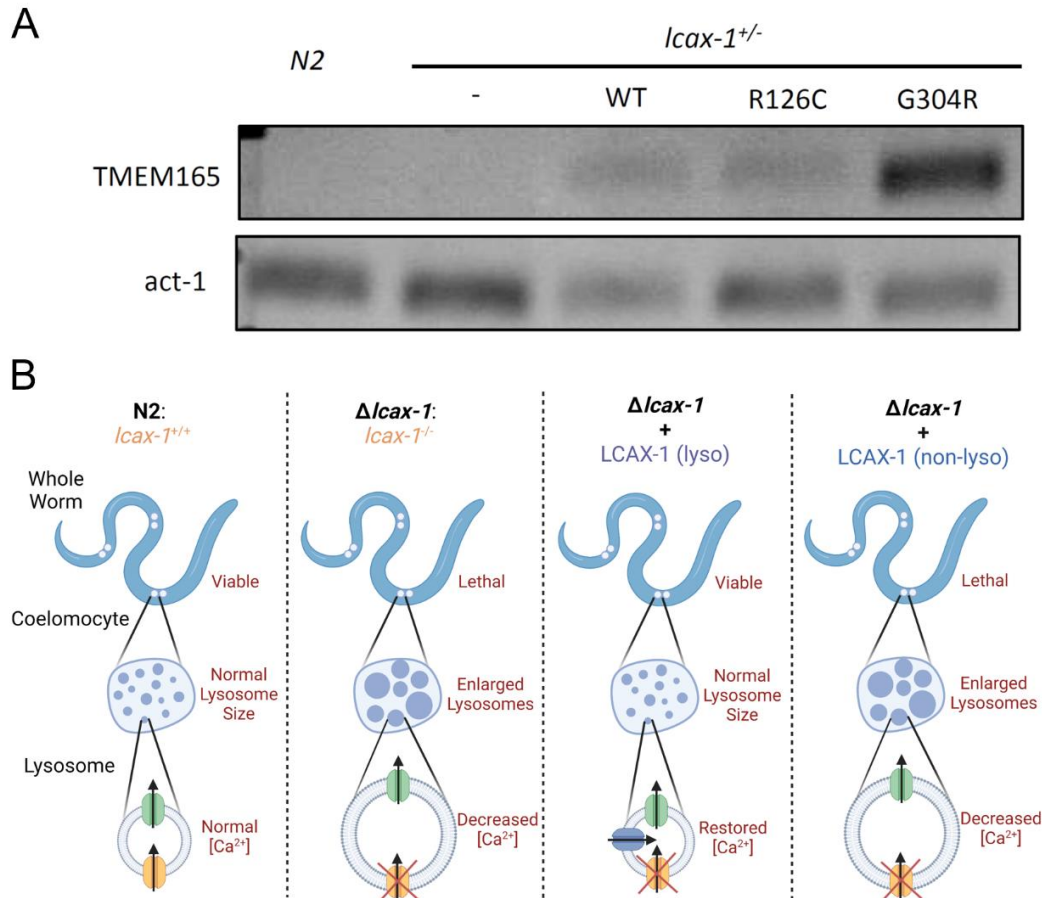 A
N2
lcax-1+/-
-
WT
R126C
G304R
TMEM165
act-1
B
N2:
lcax-1+/+
Δlcax-1:
lcax-1-/-
Δlcax-1
+
LCAX-1 (lyso)
Δlcax-1
+
LCAX-1 (non-lyso)
Whole
Worm
Viable
Lethal
Viable
Lethal
Coelomocyte
Normal
Lysosome
Size
Enlarged
Lysosomes
Normal
Lysosome
Size
Enlarged
Lysosomes
Lysosome
Normal
[Ca2+]
Decreased
[Ca2+]
Restored
[Ca2+]
Decreased
[Ca2+]